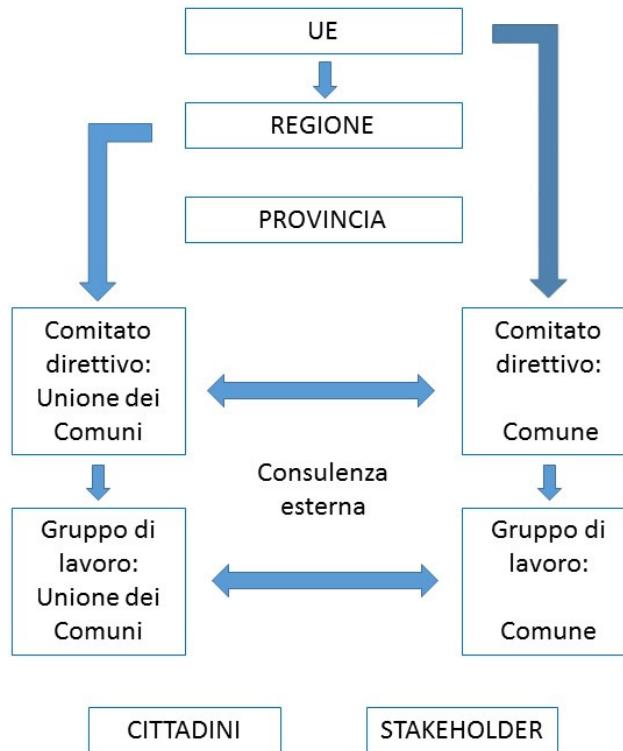 UE
REGIONE
PROVINCIA
Comitato
direttivo:
Unione dei
Comuni
Comitato
direttivo:
Comune
Consulenza
esterna
Gruppo di
lavoro:
Unione dei
Comuni
Gruppo di
lavoro:
Comune
CITTADINI
STAKEHOLDER